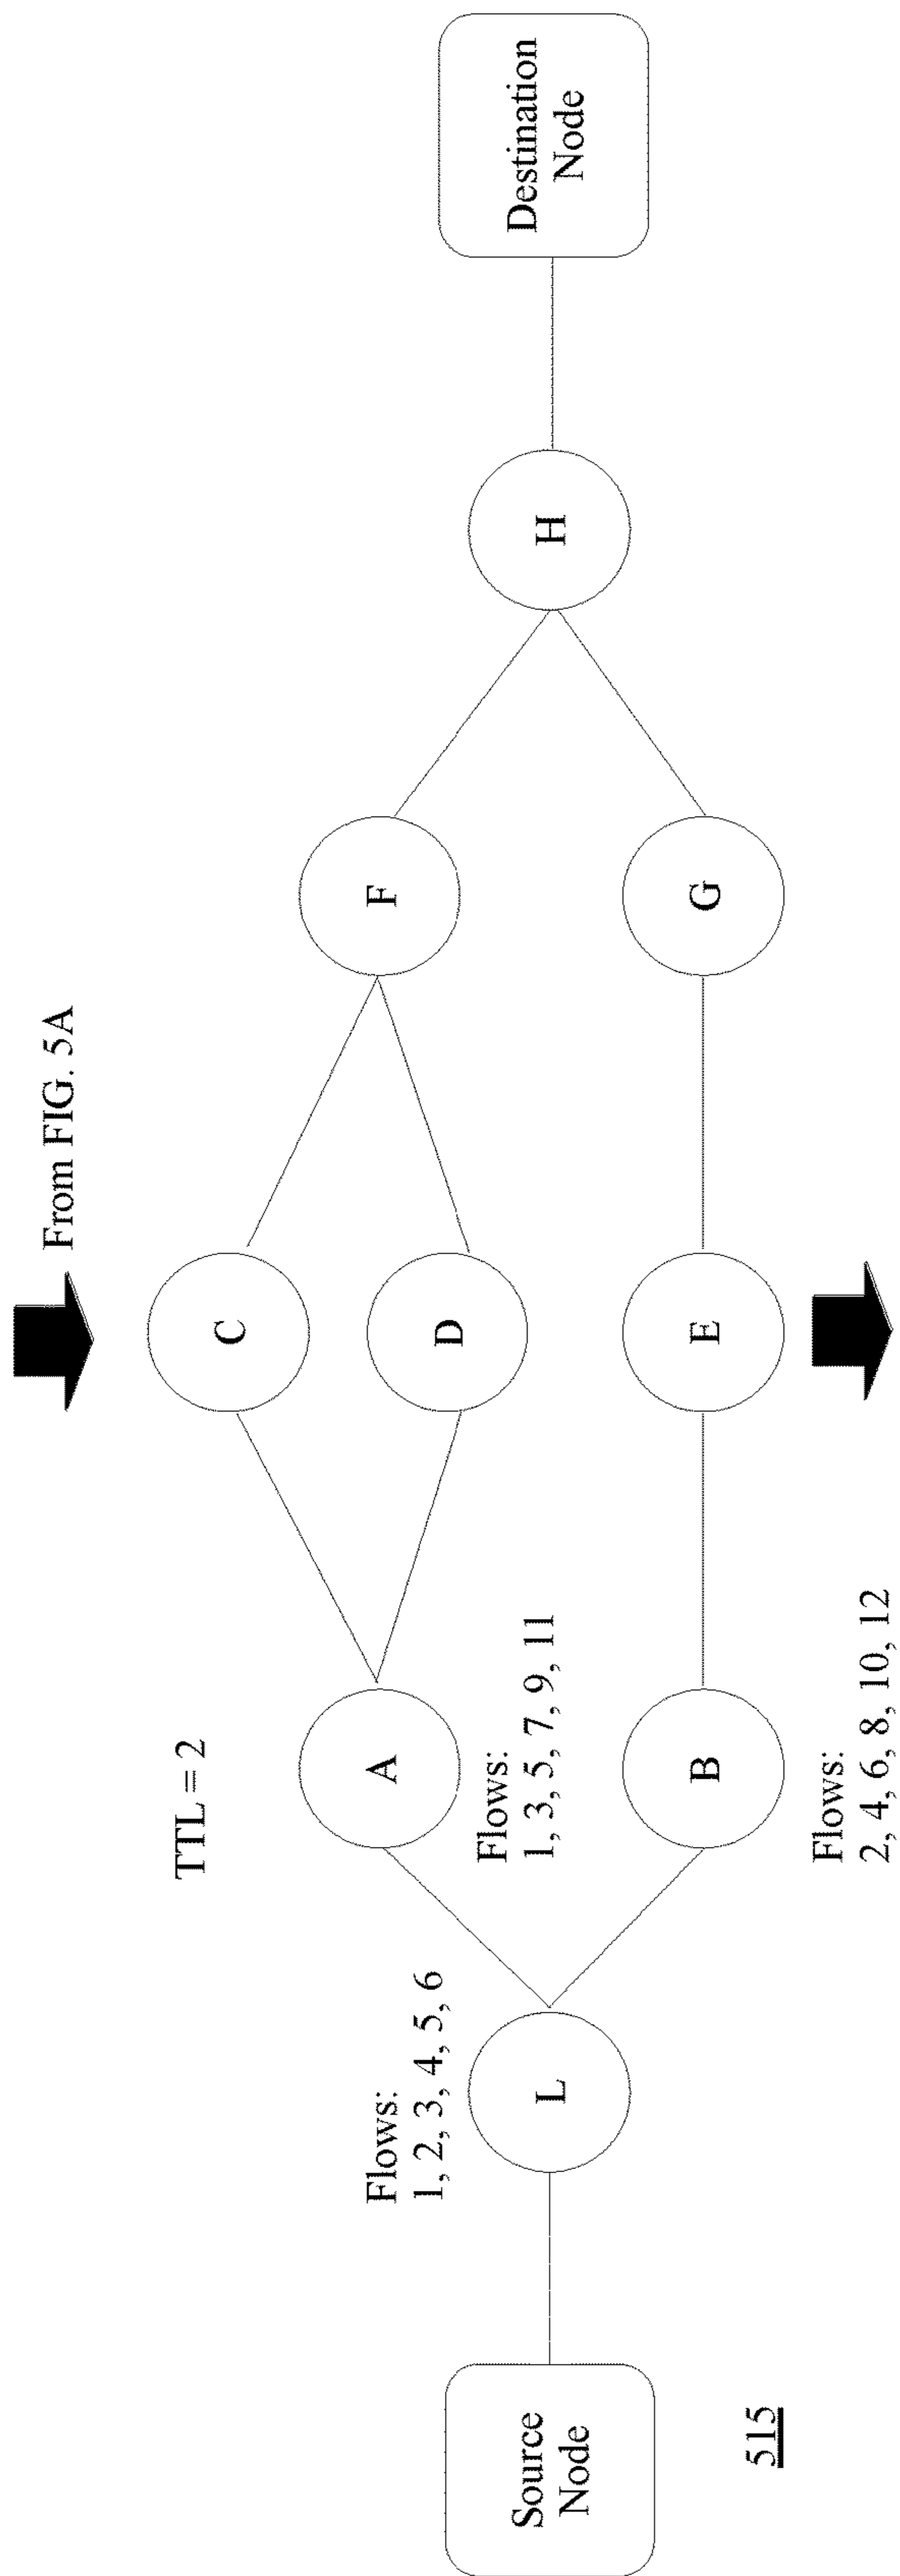 From FIG. 5A
TTL = 2
Flows:
1, 2, 3, 4, 5, 6
C
A
F
D
Flows:
1, 3, 5, 7, 9, 11
Source
Node
L
H
Destination
Node
B
E
G
515
Flows:
2, 4, 6, 8, 10, 12